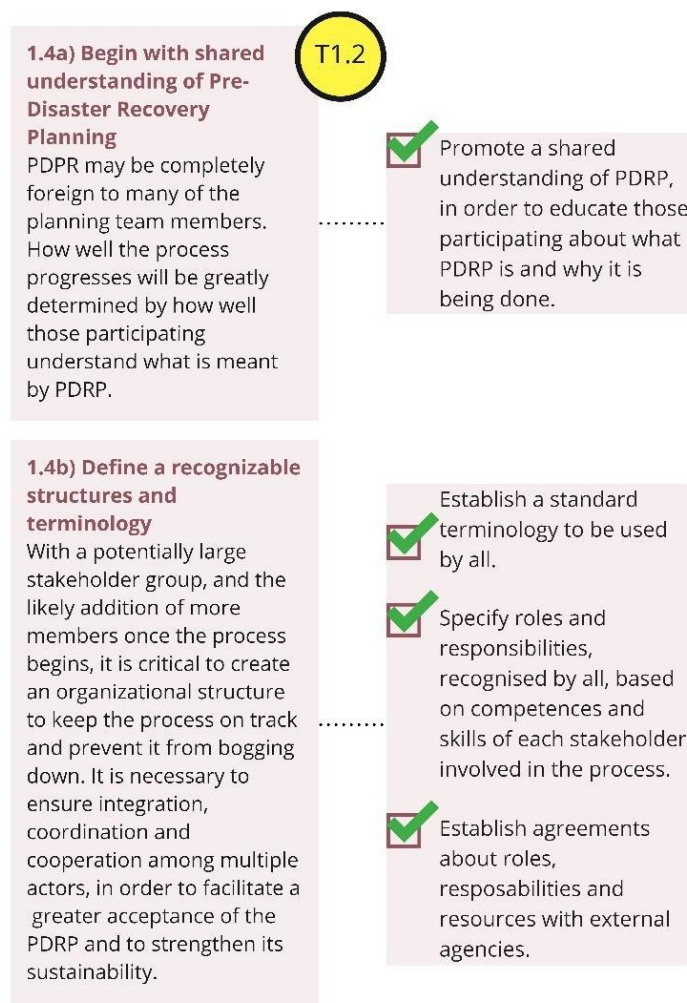 1.4a) Begin with shared
understanding of Pre-
Disaster Recovery
Planning
PDPR may be completely
foreign to many of the
planning team members.
How well the process
progresses will be greatly
determined by how well
those participating
understand what is meant
by PDRP.
T1.2
Promote a shared
understanding of PDRP,
in order to educate those
participating about what
PDRP is and why it is
being done.
1.4b) Define a recognizable
structures and
terminology
With a potentially large
stakeholder group, and the
likely addition of more
members once the process
begins, it is critical to create
an organizational structure
to keep the process on track
and prevent it from bogging
down. It is necessary to
ensure integration,
coordination and
cooperation among multiple
actors, in order to facilitate a
greater acceptance of the
PDRP and to strengthen its
sustainability.
Establish a standard
terminology to be used
by all.
Specify roles and
responsibilities,
recognised by all, based
on competences and
skills of each stakeholder
involved in the process.
Establish agreements
about roles,
resposabilities and
resources with external
agencies.